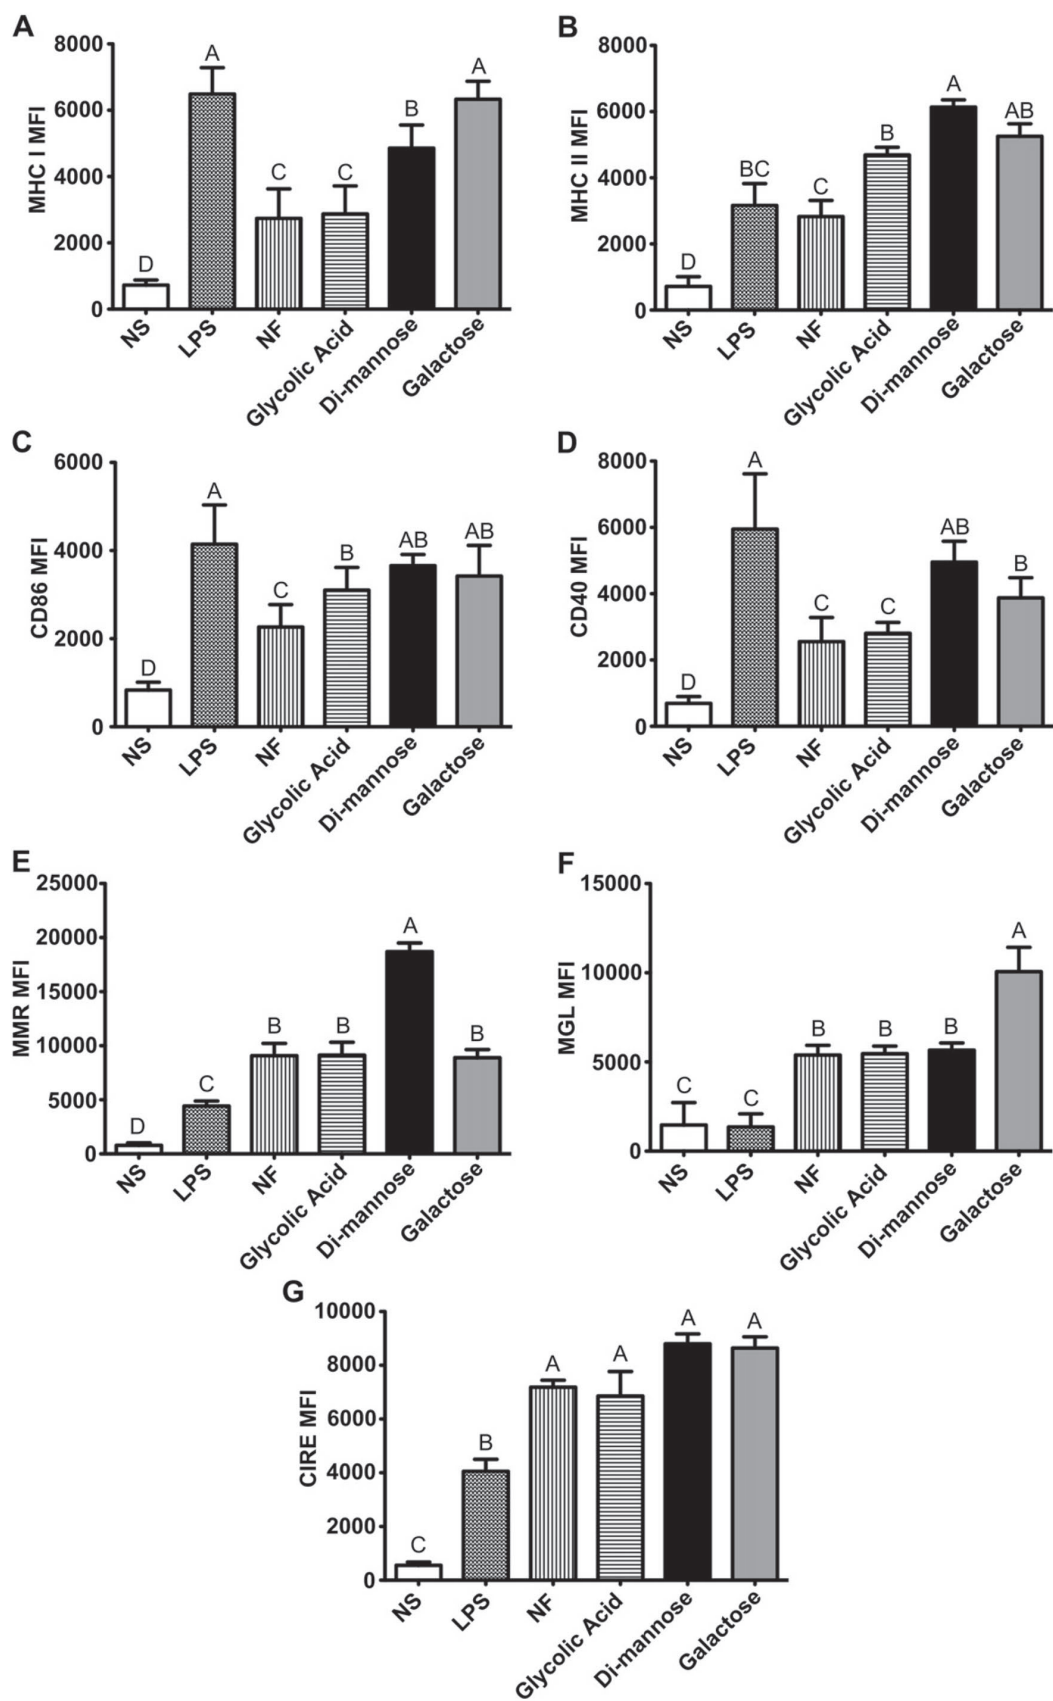 A
MHC I MFI
8000
6000
4000
2000
0
D
A
C
C
B
A
NS
LPS
NF
Glycolic Acid
Di-mannose
Galactose
B
MHC II MFI
8000
6000
4000
2000
0
D
BC
C
B
A
AB
NS
LPS
NF
Glycolic Acid
Di-mannose
Galactose
C
CD86 MFI
6000
4000
2000
0
D
A
C
B
AB
AB
NS
LPS
NF
Glycolic Acid
Di-mannose
Galactose
D
CD40 MFI
8000
6000
4000
2000
0
D
A
C
C
AB
B
NS
LPS
NF
Glycolic Acid
Di-mannose
Galactose
E
MMR MFI
25000
20000
15000
10000
5000
0
D
C
B
B
A
B
NS
LPS
NF
Glycolic Acid
Di-mannose
Galactose
F
MGL MFI
15000
10000
5000
0
C
C
B
B
B
A
NS
LPS
NF
Glycolic Acid
Di-mannose
Galactose
G
CIRE MFI
10000
8000
6000
4000
2000
0
C
B
A
A
A
A
NS
LPS
NF
Glycolic Acid
Di-mannose
Galactose